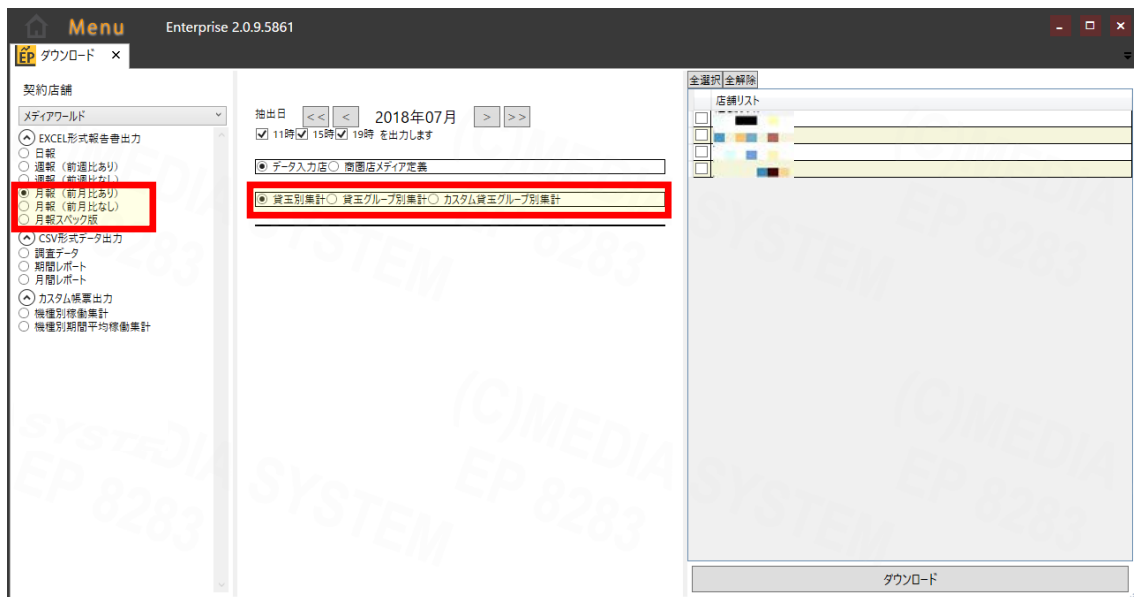 Menu Enterprise 2.0.9.5861
EP ダウンロード ×
契約店舗
メディアワールド
EXCEL形式報告書出力
日報
週報（前週比あり）
週報（前週比なし）
月報（前月比あり）
月報（前月比なし）
月報スペック版
CSV形式データ出力
調査データ
期間レポート
月間レポート
カスタム帳票出力
機種別稼働集計
機種別期間平均稼働集計
抽出日 << < 2018年07月 > >>
11時 15時 19時 を出力します
データ入力店 商圏店メディア定義
貸玉別集計 貸玉グループ別集計 カスタム貸玉グループ別集計
全選択 全解除
店舗リスト
ダウンロード
(C)MEDIA
SYSTEM
EP 8283